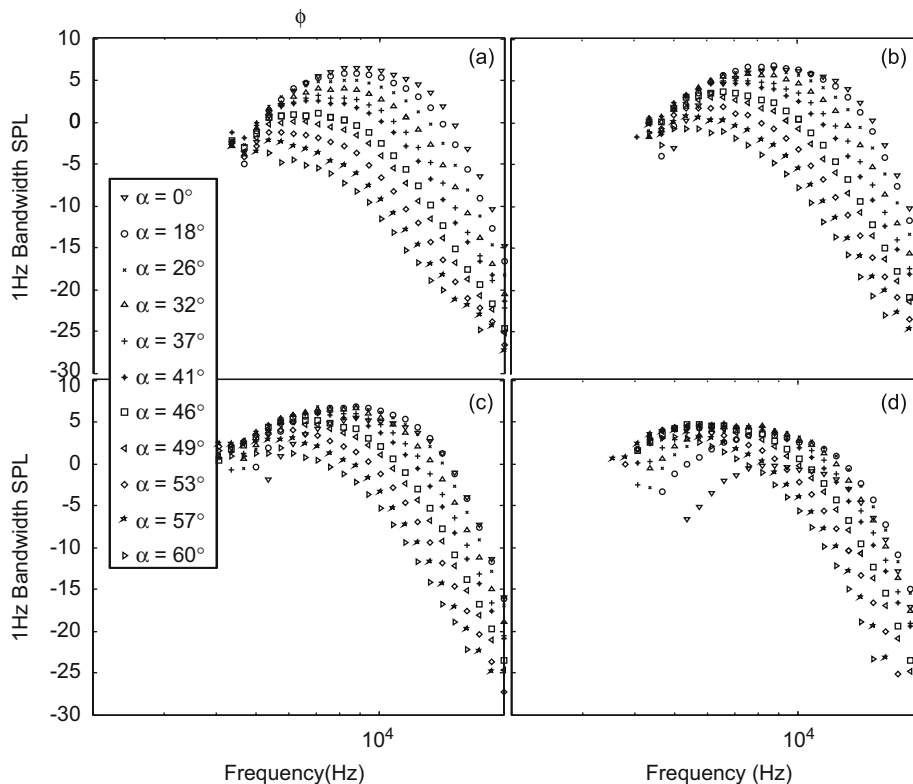 ϕ
10
5
0
-5
-10
-15
-20
-25
-30
1Hz Bandwidth SPL
(a)
(b)
α = 0°
α = 18°
α = 26°
α = 32°
α = 37°
α = 41°
α = 46°
α = 49°
α = 53°
α = 57°
α = 60°
10
5
0
-5
-10
-15
-20
-25
-30
1Hz Bandwidth SPL
(c)
(d)
10⁴
10⁴
Frequency(Hz)
Frequency (Hz)